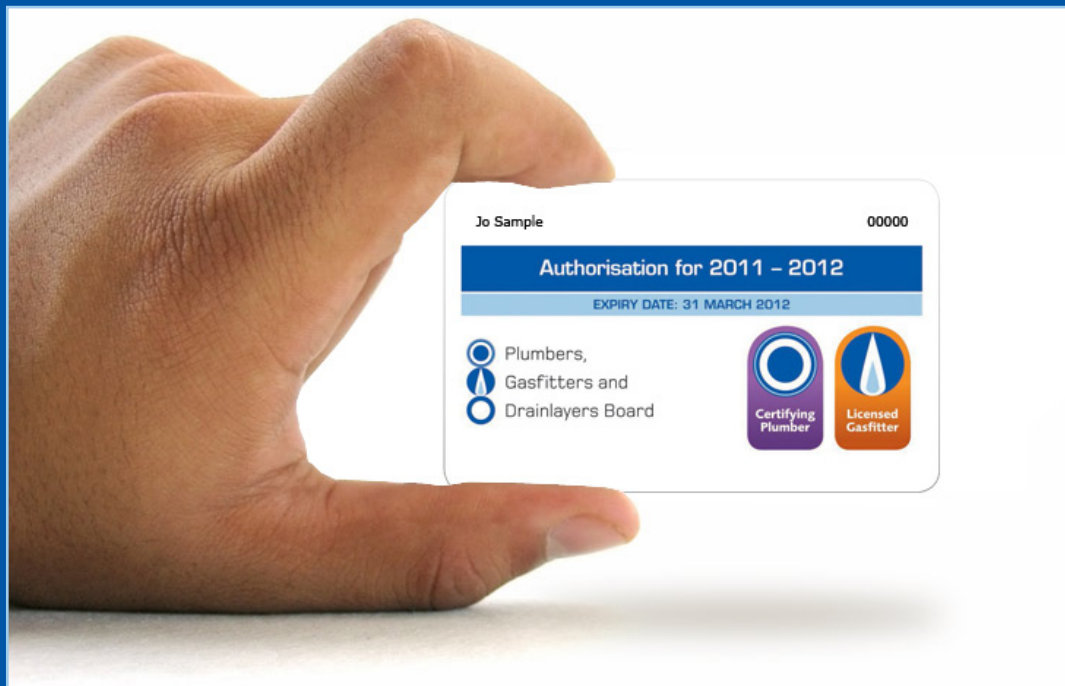 Jo Sample 00000
Authorisation for 2011 – 2012
EXPIRY DATE: 31 MARCH 2012
Plumbers,
Gasfitters and
Drainlayers Board
Certifying
Plumber
Licensed
Gasfitter